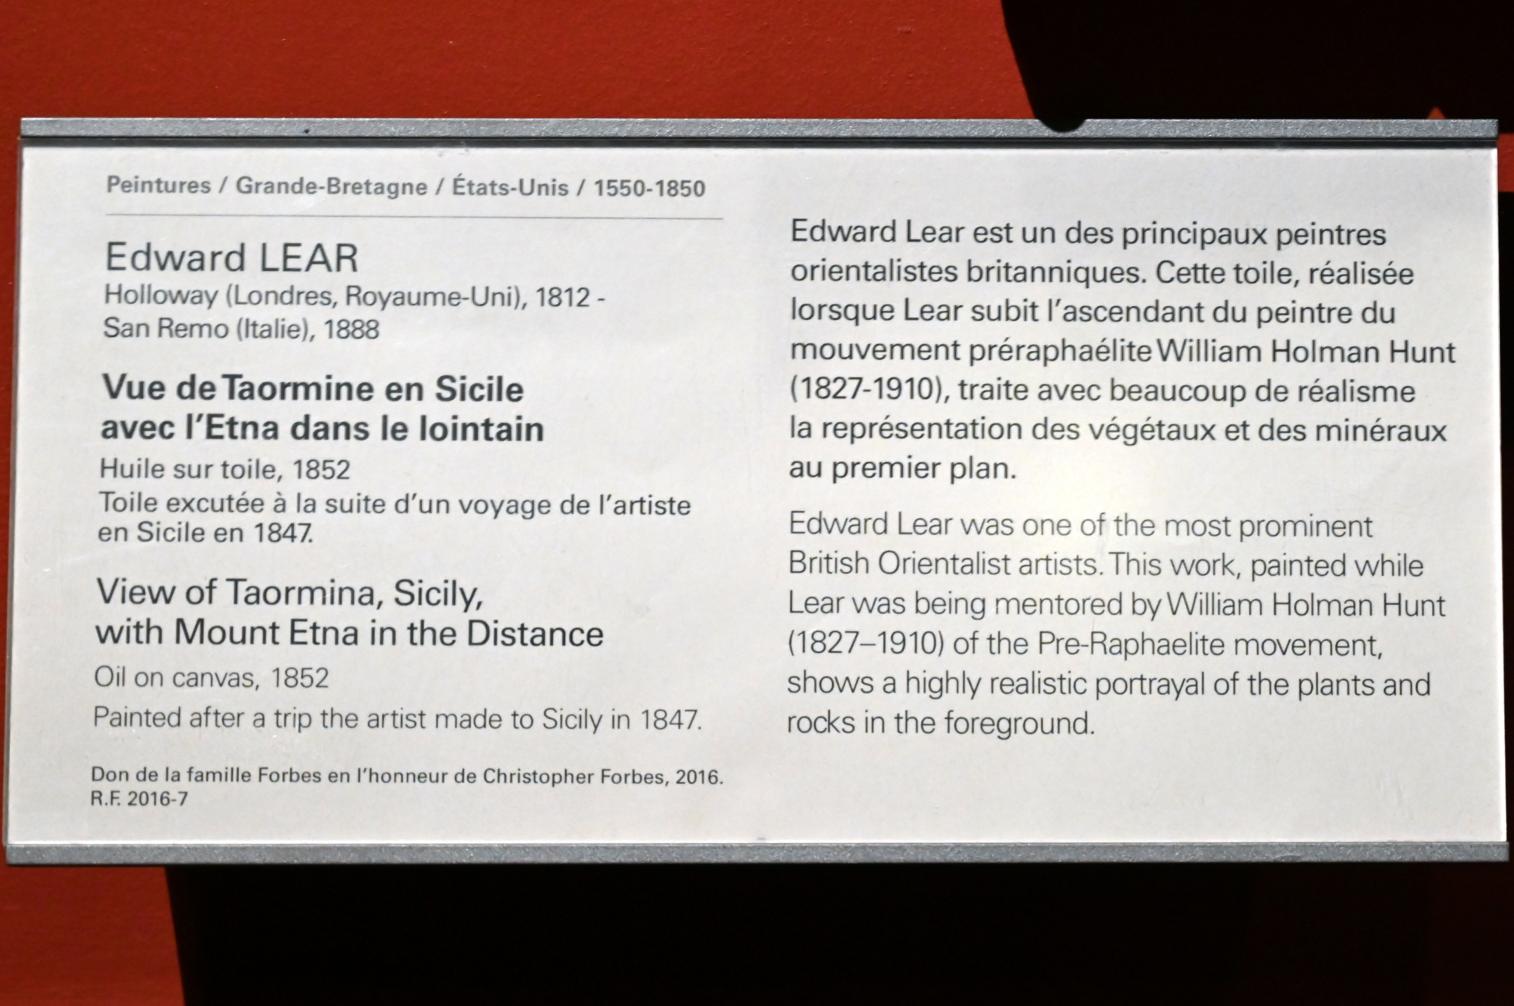 Peintures / Grande-Bretagne / États-Unis / 1550-1850
Edward LEAR
Holloway (Londres, Royaume-Uni), 1812 -
San Remo (Italie), 1888
Vue de Taormine en Sicile
avec l'Etna dans le lointain
Huile sur toile, 1852
Toile excutée à la suite d'un voyage de l'artiste
en Sicile en 1847.
View of Taormina, Sicily,
with Mount Etna in the Distance
Oil on canvas, 1852
Painted after a trip the artist made to Sicily in 1847.
Don de la famille Forbes en l'honneur de Christopher Forbes, 2016.
R.F. 2016-7
Edward Lear est un des principaux peintres
orientalistes britanniques. Cette toile, réalisée
lorsque Lear subit l'ascendant du peintre du
mouvement préraphaélite William Holman Hunt
(1827-1910), traite avec beaucoup de réalisme
la représentation des végétaux et des minéraux
au premier plan.
Edward Lear was one of the most prominent
British Orientalist artists. This work, painted while
Lear was being mentored by William Holman Hunt
(1827–1910) of the Pre-Raphaelite movement,
shows a highly realistic portrayal of the plants and
rocks in the foreground.